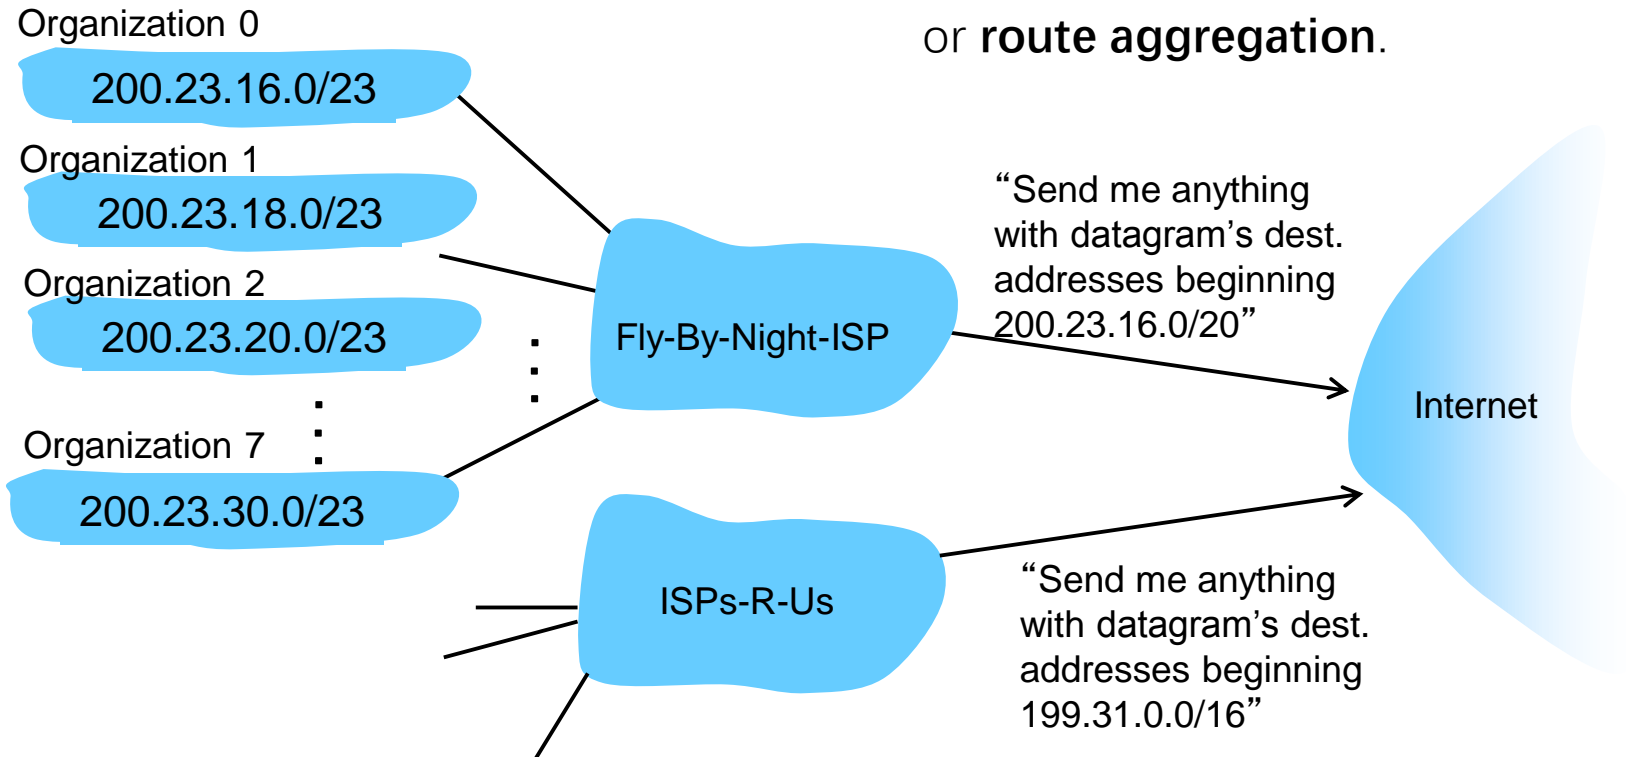 Organization 0
200.23.16.0/23
or route aggregation.
Organization 1
200.23.18.0/23
Organization 2
200.23.20.0/23
Organization 7
200.23.30.0/23
Fly-By-Night-ISP
“Send me anything
with datagram’s dest.
addresses beginning
200.23.16.0/20”
Internet
ISPs-R-Us
“Send me anything
with datagram’s dest.
addresses beginning
199.31.0.0/16”